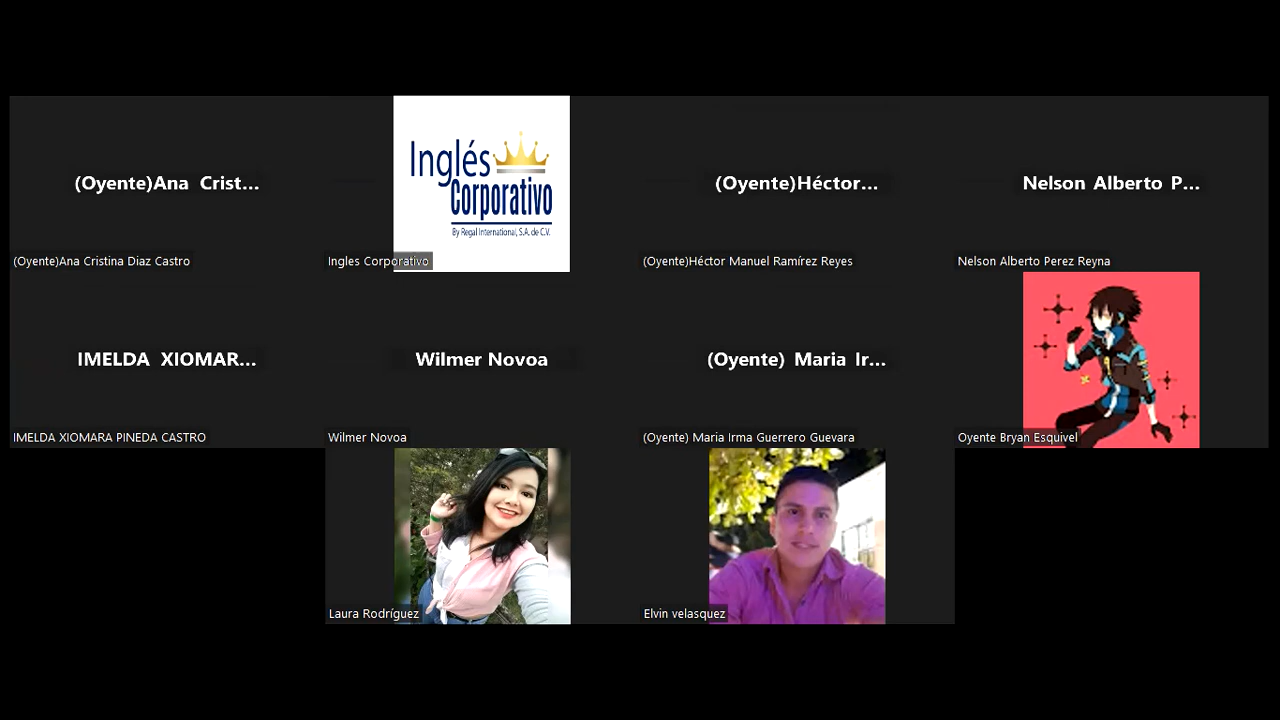 (Oyente)Ana Crist...
(Oyente)Ana Cristina Diaz Castro
Inglés
Corporativo
By Regal International, S.A. de C.V.
Ingles Corporativo
(Oyente)Héctor...
(Oyente)Héctor Manuel Ramírez Reyes
Nelson Alberto P...
Nelson Alberto Perez Reyna
IMELDA XIOMAR...
IMELDA XIOMARA PINEDA CASTRO
Wilmer Novoa
Wilmer Novoa
(Oyente) Maria Ir...
(Oyente) Maria Irma Guerrero Guevara
Oyente Bryan Esquivel
Laura Rodríguez
Elvin velasquez